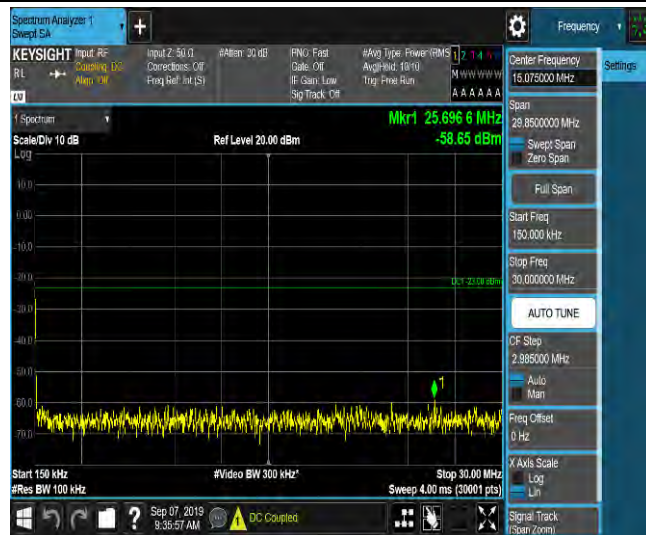 Spectrum Analyzer 1
Swept SA
Frequency
KEYSIGHT
Input: RF
Coupling: DC
Align: Off
Input Z: 50 Ω
Corrections: Off
Freq Ref: Int (S)
#Atten: 30 dB
PNO: Fast
Gate: Off
IF Gain: Low
Sig Track: Off
#Avg Type: Power (RMS
Avg|Hold: 10/10
Trig: Free Run
M W W W W W
A A A A A A
RL
LXI
1 Spectrum
Scale/Div 10 dB
Log
Ref Level 20.00 dBm
Mkr1 25.696 6 MHz
-58.65 dBm
10.0
0.00
-10.0
-20.0
DL1 -23.00 dBm
-30.0
-40.0
-50.0
1
-60.0
-70.0
Start 150 kHz
#Video BW 300 kHz*
Stop 30.00 MHz
#Res BW 100 kHz
Sweep 4.00 ms (30001 pts)
Sep 07, 2019
9:35:57 AM
DC Coupled
Center Frequency
15.075000 MHz
Settings
Span
29.8500000 MHz
Swept Span
Zero Span
Full Span
Start Freq
150.000 kHz
Stop Freq
30.000000 MHz
AUTO TUNE
CF Step
2.985000 MHz
Auto
Man
Freq Offset
0 Hz
X Axis Scale
Log
Lin
Signal Track
(Span Zoom)